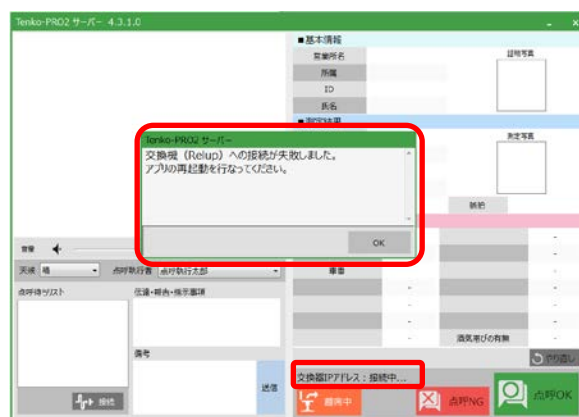 Tenko-PRO2 サーバー 4.3.1.0
■基本情報
営業所名
証明写真
所属
ID
氏名
■測定結果
測定写真
Tenko-PRO2 サーバー
交換機（Relup）への接続が失敗しました。
アプリの再起動を行なってください。
OK
音量
天候 晴
点呼執行者 点呼執行太郎
車番
点呼待ちリスト
伝達・報告・指示事項
酒気帯びの有無
備考
やり直し
交換器IPアドレス：接続中...
接続
送信
離席中
点呼NG
点呼OK